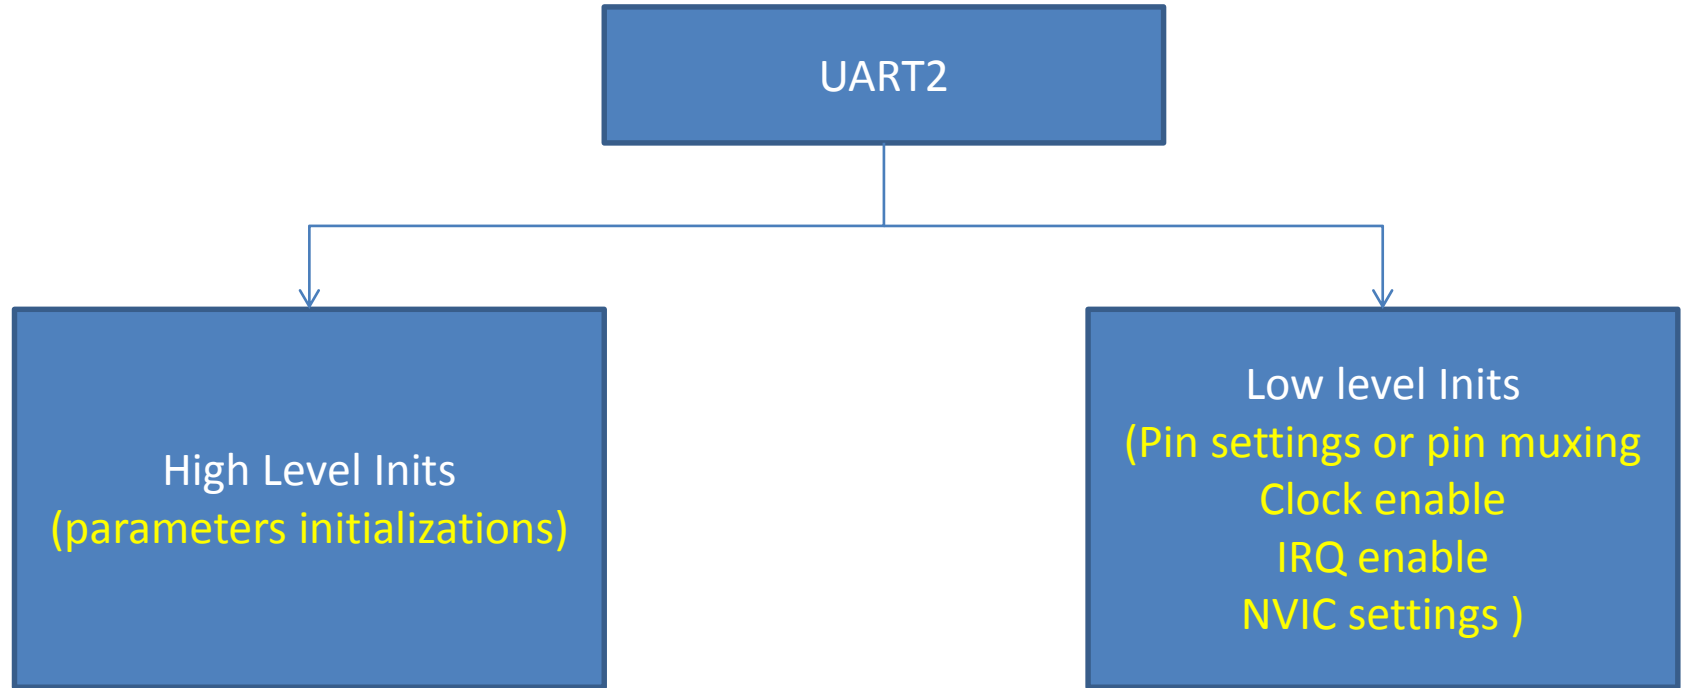 UART2
High Level Inits
(parameters initializations)
Low level Inits
(Pin settings or pin muxing
Clock enable
IRQ enable
NVIC settings )